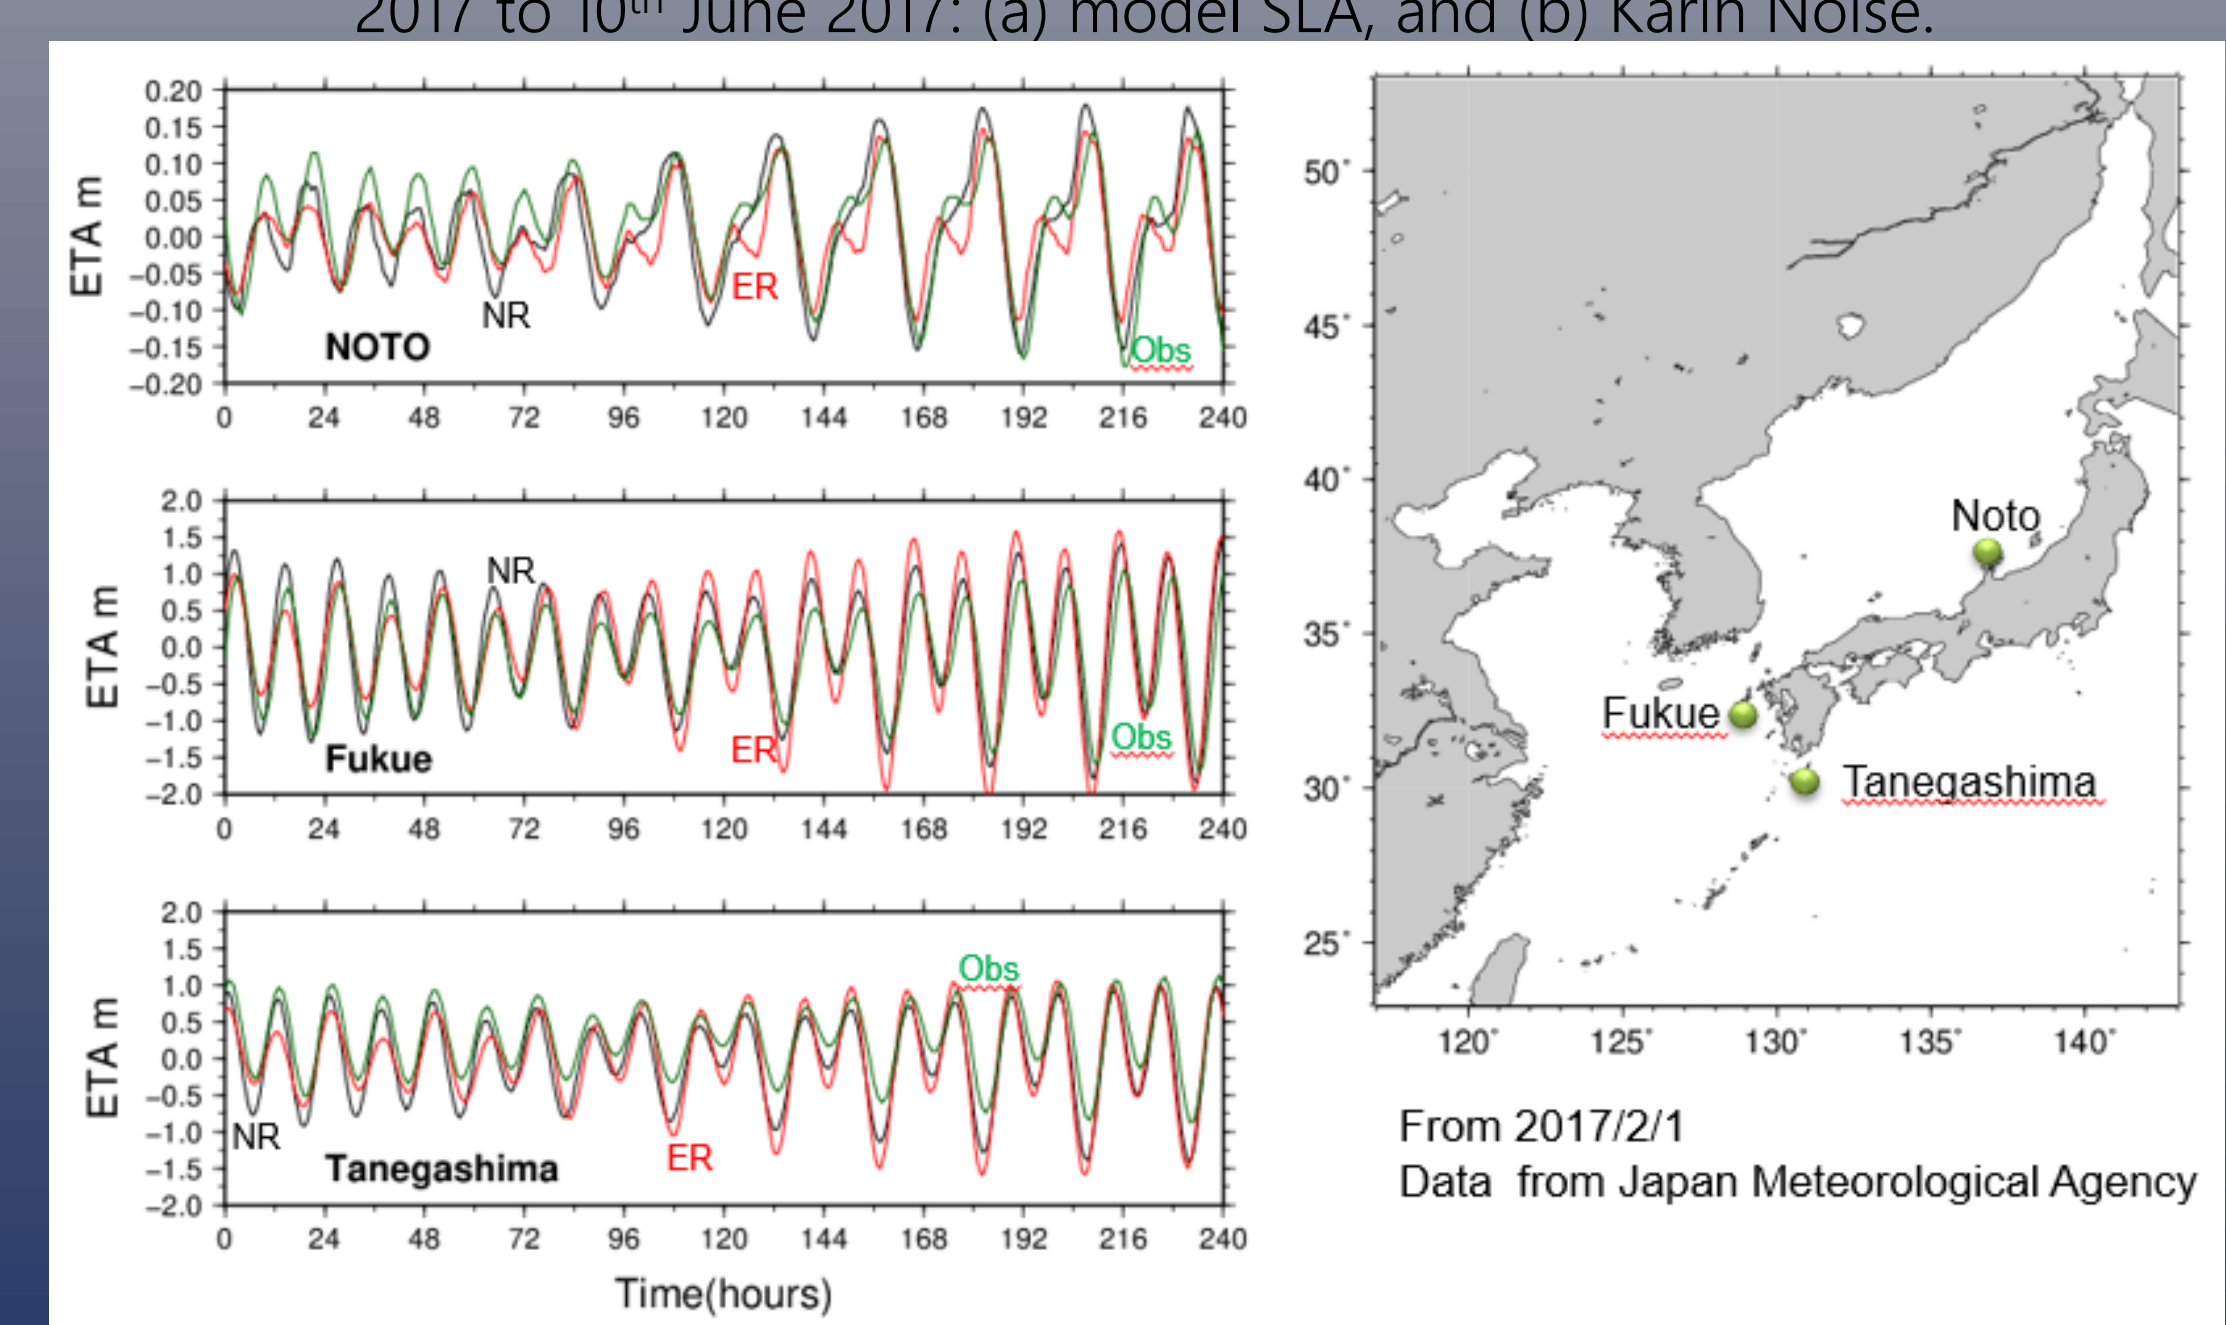 2017 to 10th June 2017: (a) model SLA, and (b) Karin Noise.
ETA m
0.20
0.15
0.10
0.05
0.00
−0.05
−0.10
−0.15
−0.20
NR
ER
Obs
NOTO
0 24 48 72 96 120 144 168 192 216 240
ETA m
2.0
1.5
1.0
0.5
0.0
−0.5
−1.0
−1.5
−2.0
NR
ER
Obs
Fukue
0 24 48 72 96 120 144 168 192 216 240
ETA m
2.0
1.5
1.0
0.5
0.0
−0.5
−1.0
−1.5
−2.0
Obs
NR
ER
Tanegashima
0 24 48 72 96 120 144 168 192 216 240
Time(hours)
50°
45°
40°
35°
30°
25°
Noto
Fukue
Tanegashima
120° 125° 130° 135° 140°
From 2017/2/1
Data from Japan Meteorological Agency